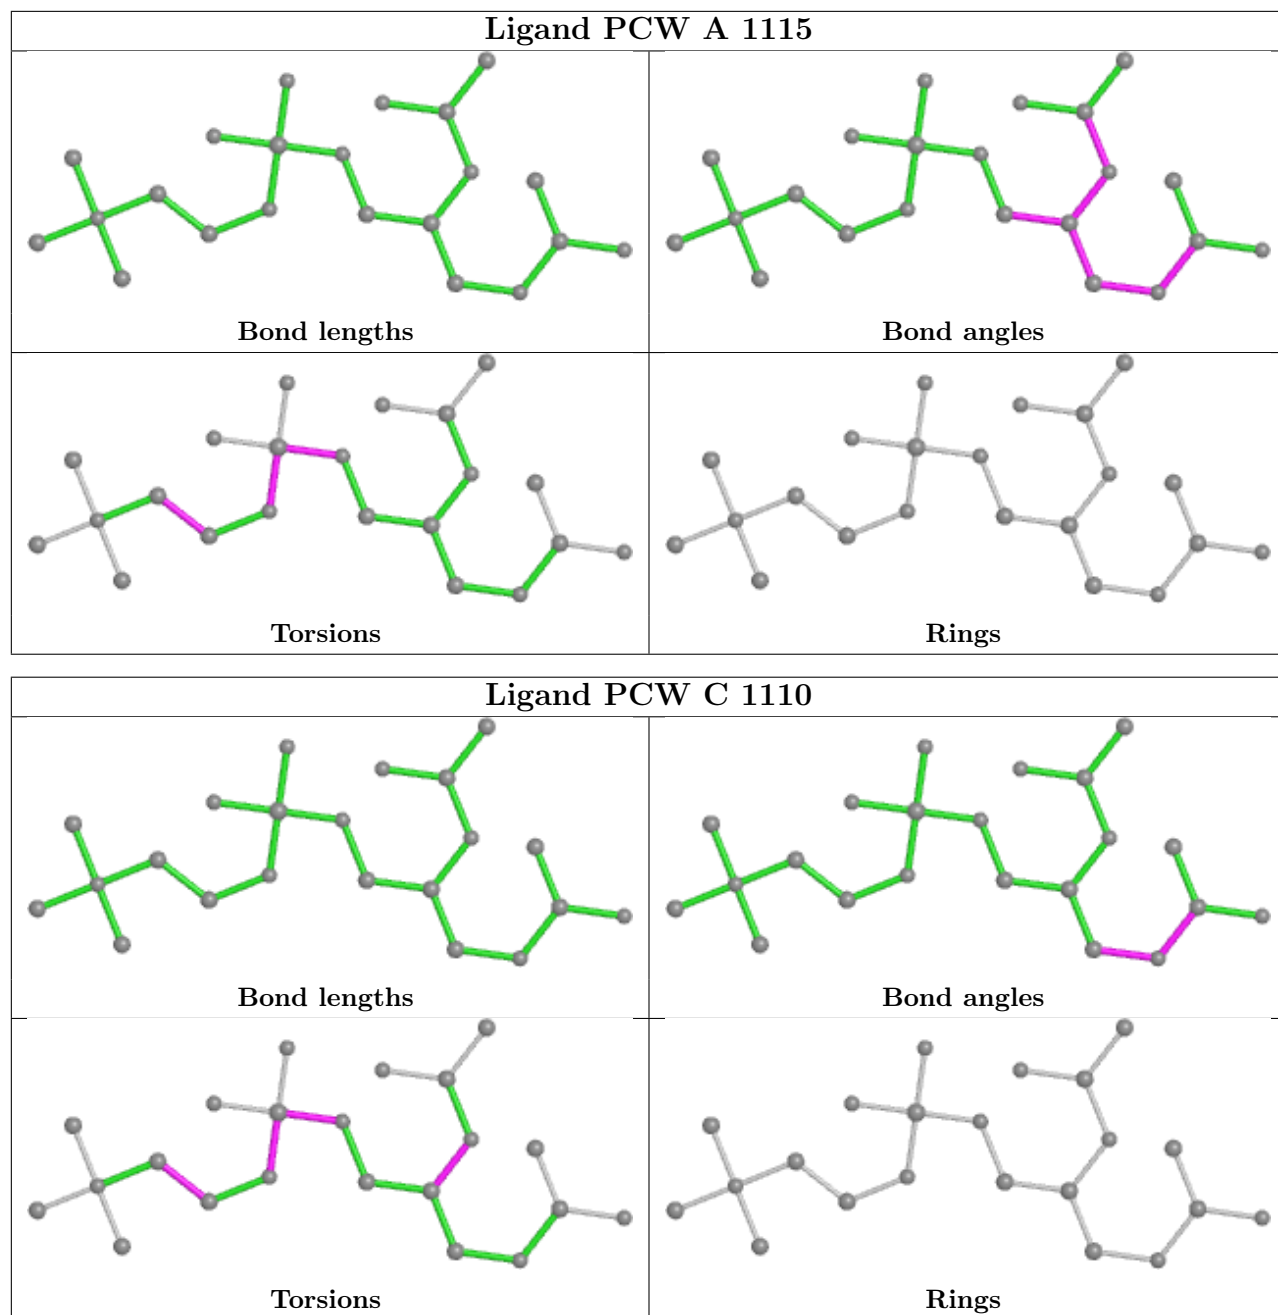 Ligand PCW A 1115
Bond lengths
Bond angles
Torsions
Rings
Ligand PCW C 1110
Bond lengths
Bond angles
Torsions
Rings